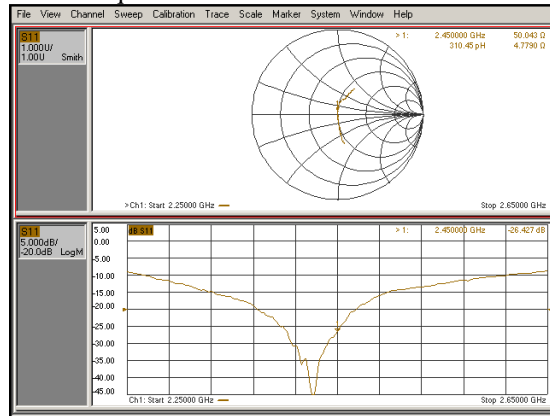 File View Channel Sweep Calibration Trace Scale Marker System Window Help
S11
1.000U/
1.00U Smith
> 1: 2.450000 GHz 50.043 Ω
310.45 pH 4.7790 Ω
>Ch1: Start 2.25000 GHz
Stop 2.65000 GHz
S11
5.000dB/
-20.0dB LogM
dB S11
> 1: 2.450000 GHz -26.427 dB
5.00
0.00
-5.00
-10.00
-15.00
-20.00
-25.00
-30.00
-35.00
-40.00
-45.00
Ch1: Start 2.25000 GHz
Stop 2.65000 GHz